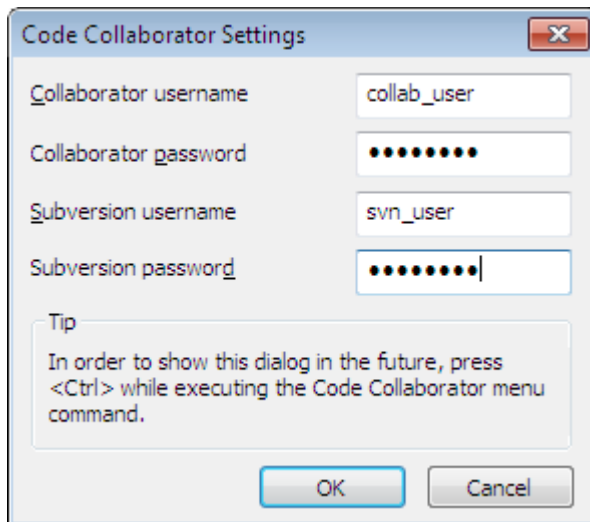 Code Collaborator Settings
Collaborator username collab_user
Collaborator password ●●●●●●●●
Subversion username svn_user
Subversion password ●●●●●●●●
Tip
In order to show this dialog in the future, press
<Ctrl> while executing the Code Collaborator menu
command.
OK Cancel